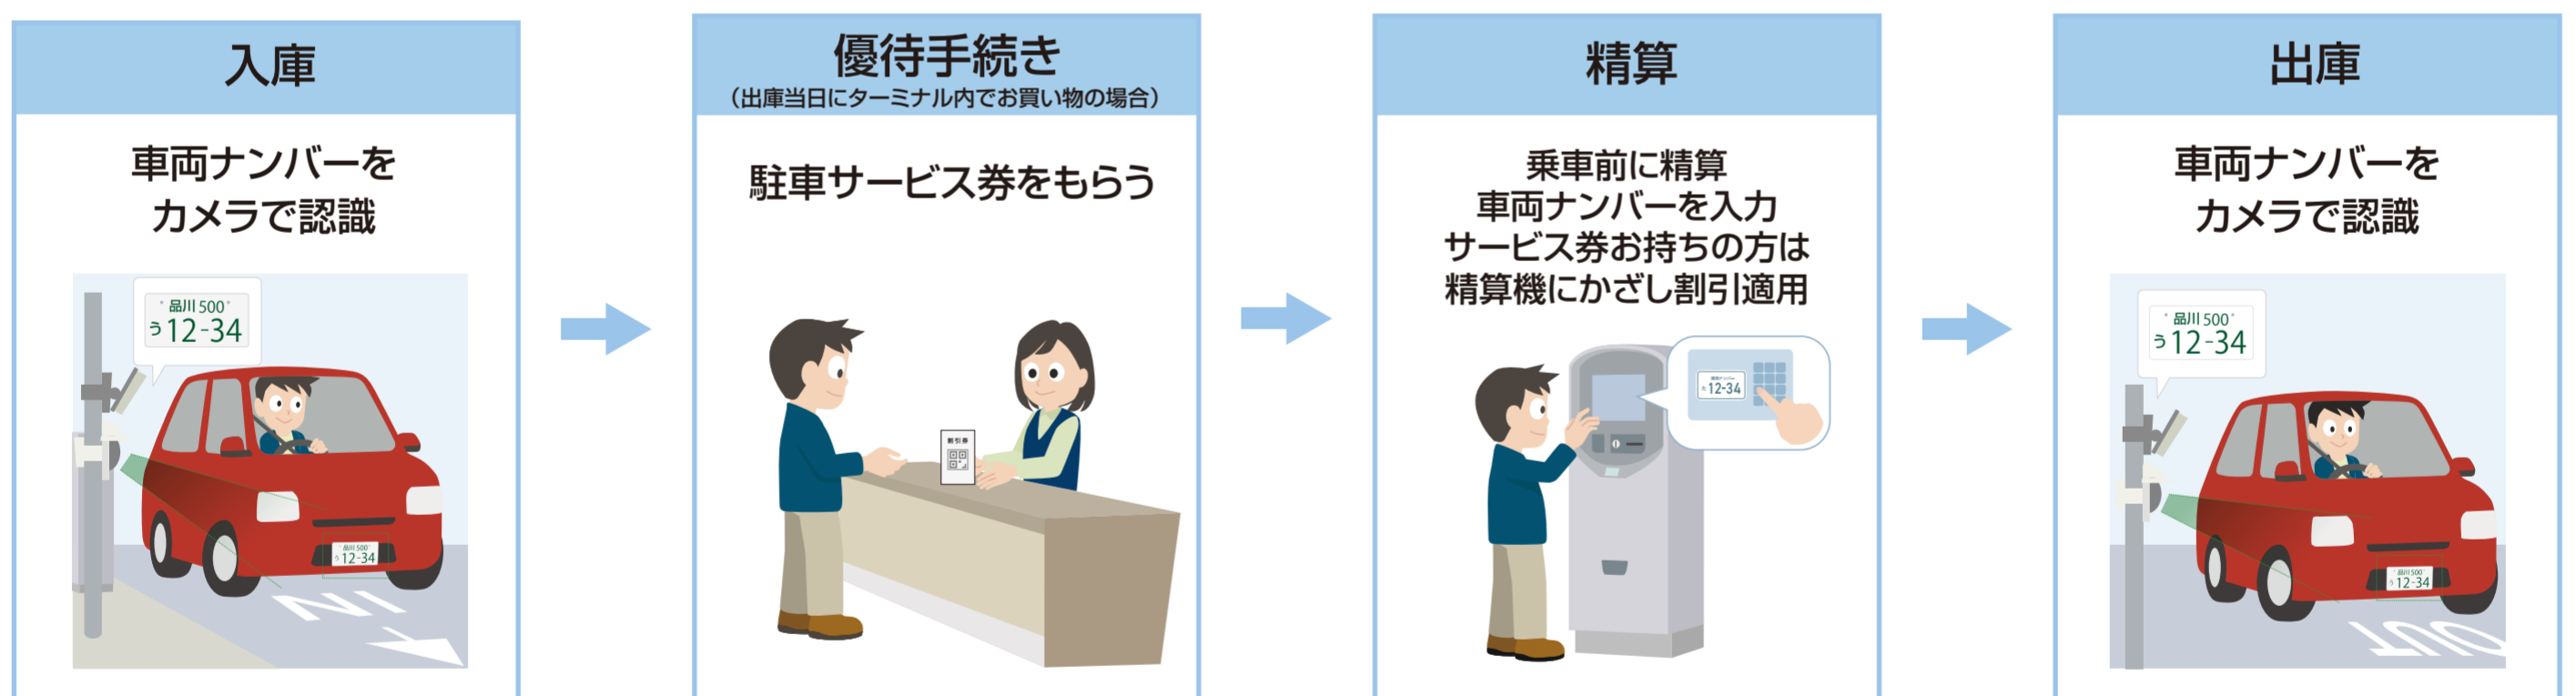 入庫
車両ナンバーを
カメラで認識
品川 500
う 12-34
品川 500
う 12-34
IN
優待手続き
（出庫当日にターミナル内でお買い物の場合）
駐車サービス券をもらう
割引券
精算
乗車前に精算
車両ナンバーを入力
サービス券お持ちの方は
精算機にかざし割引適用
12-34
出庫
車両ナンバーを
カメラで認識
品川 500
う 12-34
品川 500
う 12-34
OUT